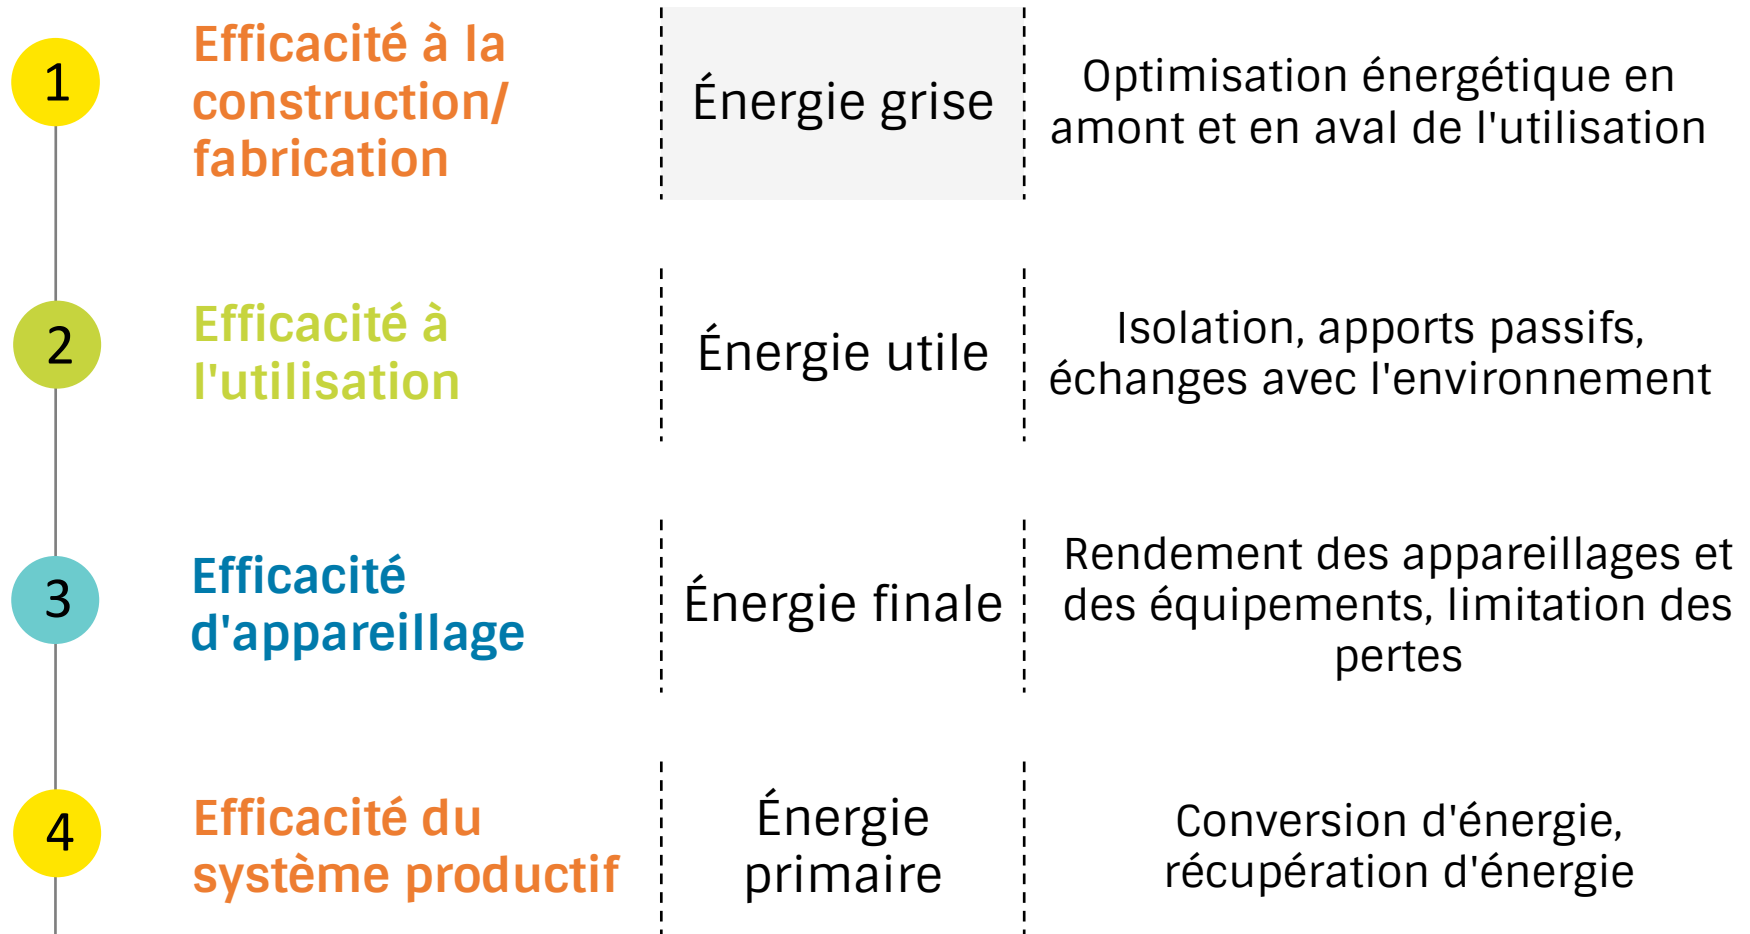 1
Efficacité à la
construction/
fabrication
Énergie grise
Optimisation énergétique en
amont et en aval de l'utilisation
2
Efficacité à
l'utilisation
Énergie utile
Isolation, apports passifs,
échanges avec l'environnement
3
Efficacité
d'appareillage
Énergie finale
Rendement des appareillages et
des équipements, limitation des
pertes
4
Efficacité du
système productif
Énergie
primaire
Conversion d'énergie,
récupération d'énergie